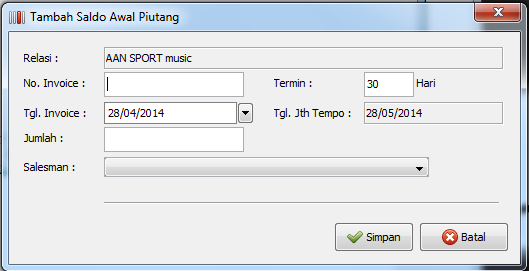 Tambah Saldo Awal Piutang
Relasi : AAN SPORT music
No. Invoice : Termin : 30 Hari
Tgl. Invoice : 28/04/2014 Tgl. Jth Tempo : 28/05/2014
Jumlah :
Salesman :
Simpan Batal